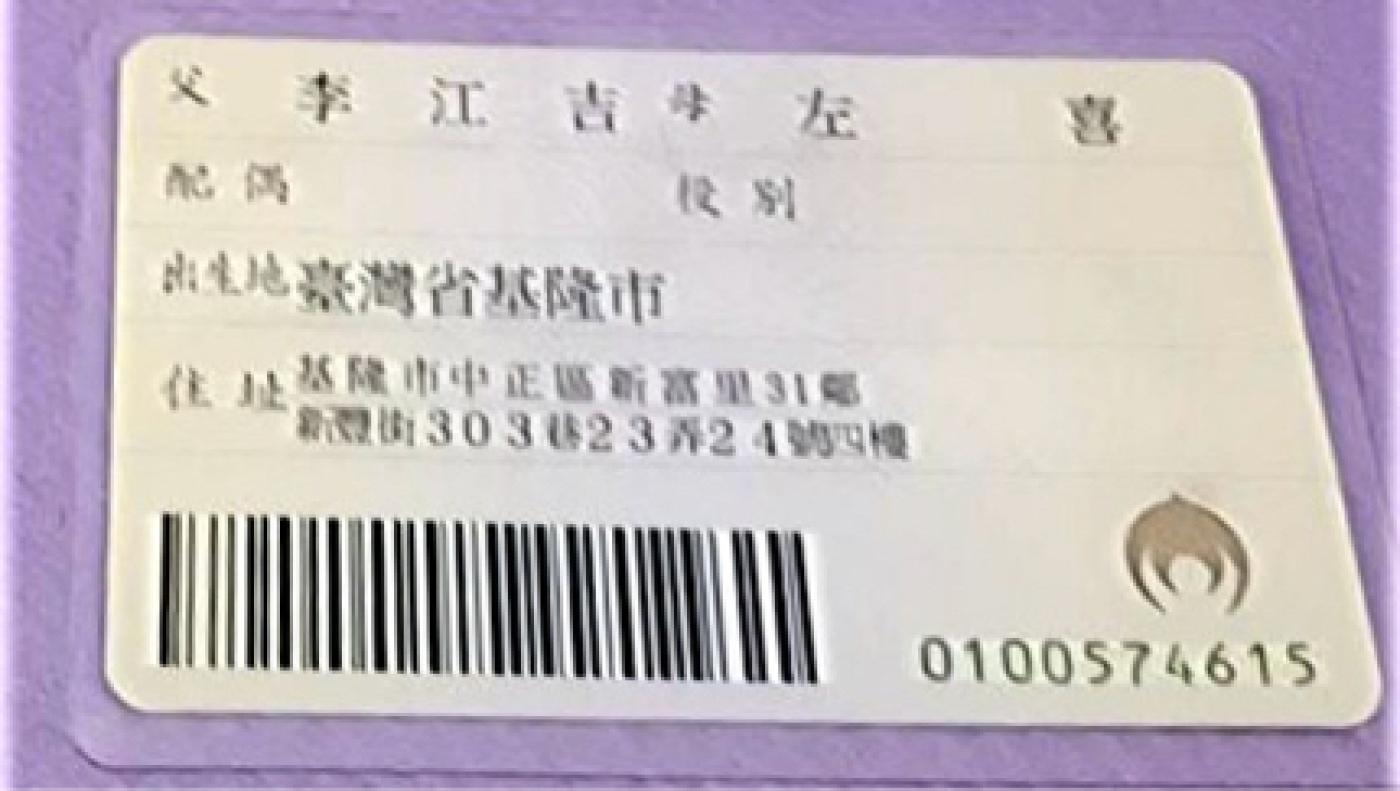 父 李江吉 母 左喜
配偶 役別
出生地 臺灣省基隆市
住址 基隆市中正區新富里31鄰
新豐街303巷23弄24號四樓
0100574615